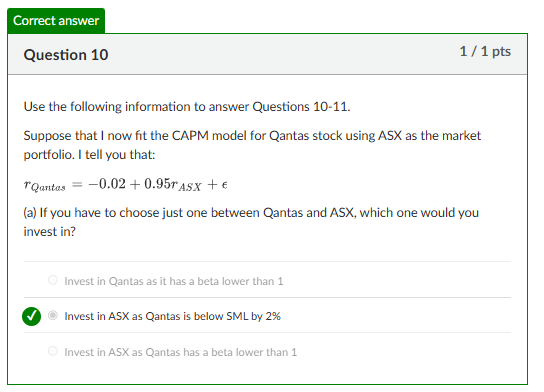 Correct answer
Question 10
1 / 1 pts
Use the following information to answer Questions 10-11.
Suppose that I now fit the CAPM model for Qantas stock using ASX as the market
portfolio. I tell you that:
r_{Qantas} = −0.02 + 0.95r_{ASX} + ϵ
(a) If you have to choose just one between Qantas and ASX, which one would you
invest in?
Invest in Qantas as it has a beta lower than 1
Invest in ASX as Qantas is below SML by 2%
Invest in ASX as Qantas has a beta lower than 1